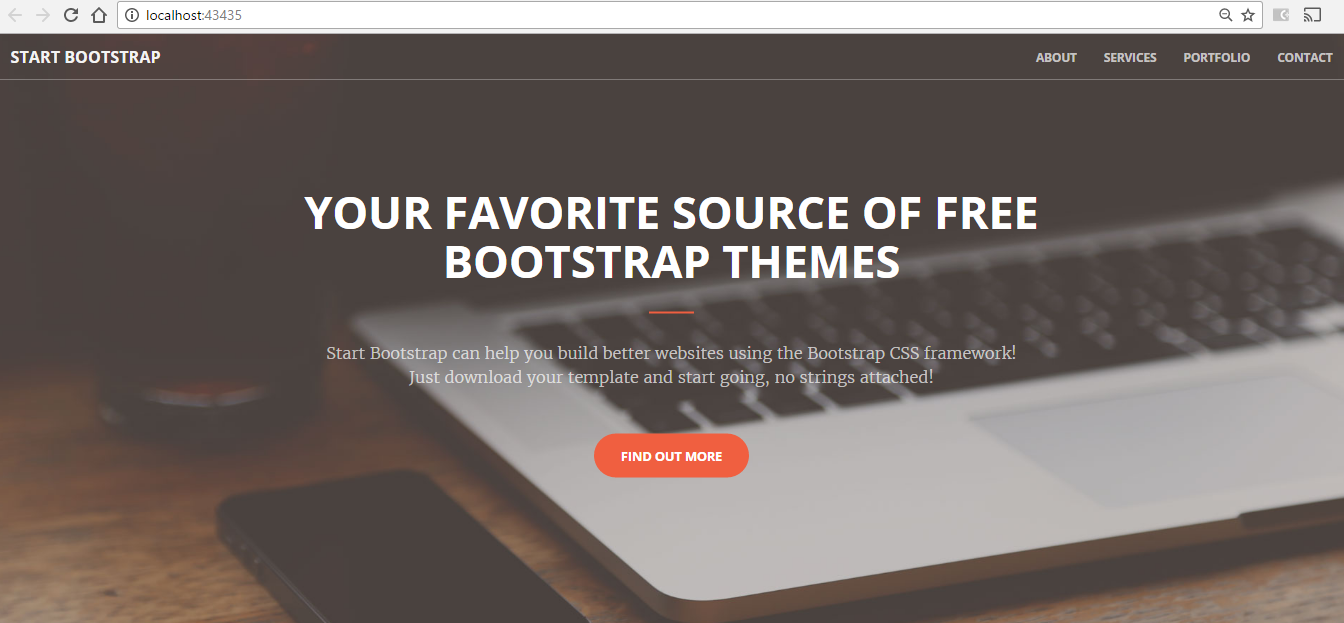 localhost:43435
START BOOTSTRAP
ABOUT SERVICES PORTFOLIO CONTACT
YOUR FAVORITE SOURCE OF FREE
BOOTSTRAP THEMES
Start Bootstrap can help you build better websites using the Bootstrap CSS framework!
Just download your template and start going, no strings attached!
FIND OUT MORE